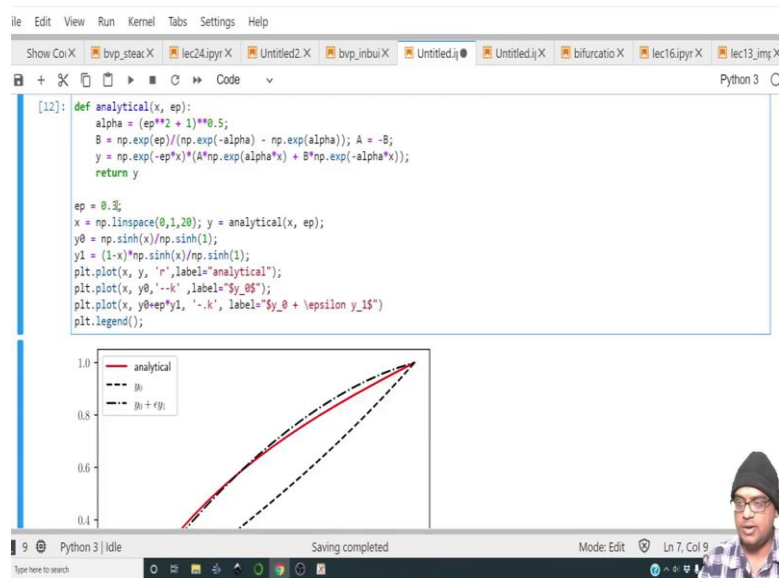 ile Edit View Run Kernel Tabs Settings Help
Show Co X bvp_steac X lec24.ipyr X Untitled2. X bvp_inbui X Untitled.ij Untitled.ij X bifurcatio X lec16.ipyr X lec13_imp X
Code Python 3
[12]: def analytical(x, ep):
alpha = (ep**2 + 1)**0.5;
B = np.exp(ep)/(np.exp(-alpha) - np.exp(alpha)); A = -B;
y = np.exp(-ep*x)*(A*np.exp(alpha*x) + B*np.exp(-alpha*x));
return y
ep = 0.3;
x = np.linspace(0,1,20); y = analytical(x, ep);
y0 = np.sinh(x)/np.sinh(1);
y1 = (1-x)*np.sinh(x)/np.sinh(1);
plt.plot(x, y, 'r',label="analytical");
plt.plot(x, y0,'--k' ,label="$y_0$");
plt.plot(x, y0+ep*y1, '-.k', label="$y_0 + \epsilon y_1$")
plt.legend();
1.0
analytical
y₀
y₀ + ϵy₁
0.8
0.6
0.4
9 Python 3 | Idle Saving completed Mode: Edit Ln 7, Col 9
Type here to search